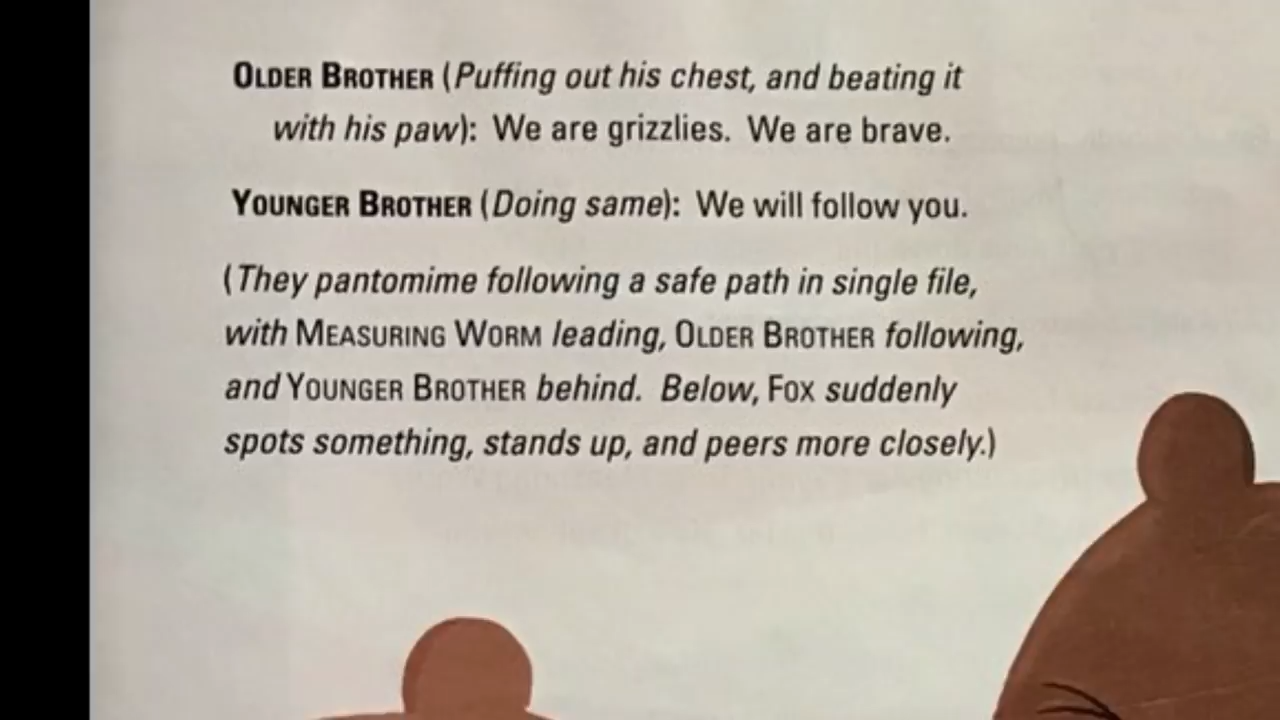 OLDER BROTHER (Puffing out his chest, and beating it
with his paw): We are grizzlies. We are brave.
YOUNGER BROTHER (Doing same): We will follow you.
(They pantomime following a safe path in single file,
with MEASURING WORM leading, OLDER BROTHER following,
and YOUNGER BROTHER behind. Below, FOX suddenly
spots something, stands up, and peers more closely.)